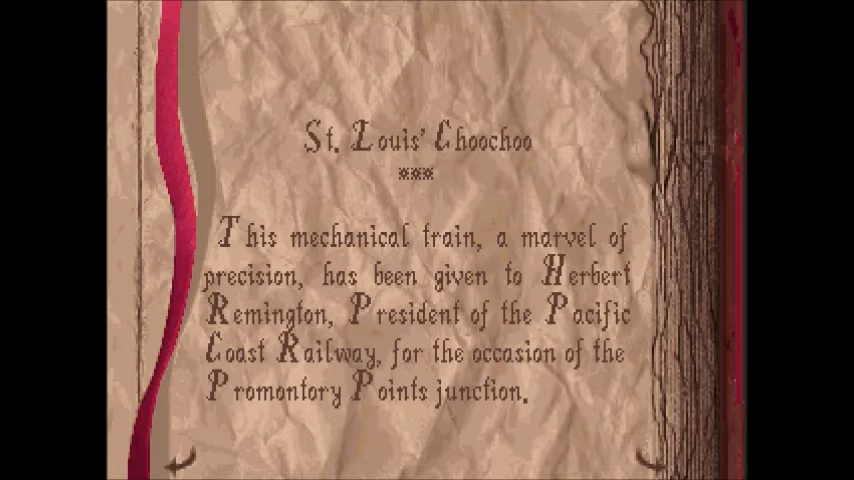 St. Louis' Choochoo
***
This mechanical train, a marvel of
precision, has been given to Herbert
Remington, President of the Pacific
Coast Railway, for the occasion of the
Promontory Points junction.